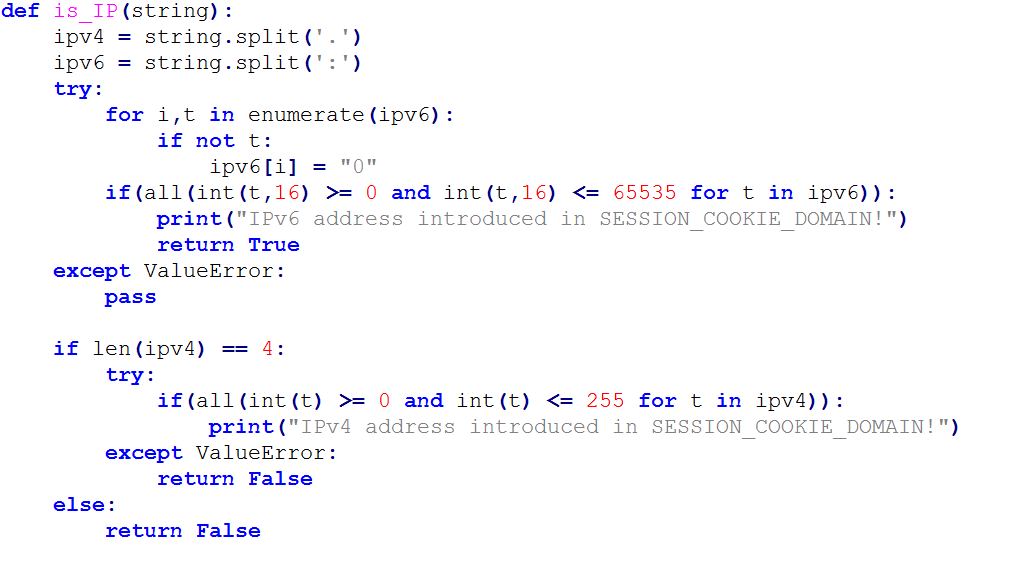 def is_IP(string):
    ipv4 = string.split('.')
    ipv6 = string.split(':')
    try:
        for i,t in enumerate(ipv6):
            if not t:
                ipv6[i] = "0"
        if(all(int(t,16) >= 0 and int(t,16) <= 65535 for t in ipv6)):
            print("IPv6 address introduced in SESSION_COOKIE_DOMAIN!")
            return True
    except ValueError:
        pass

    if len(ipv4) == 4:
        try:
            if(all(int(t) >= 0 and int(t) <= 255 for t in ipv4)):
                print("IPv4 address introduced in SESSION_COOKIE_DOMAIN!")
        except ValueError:
            return False
    else:
        return False